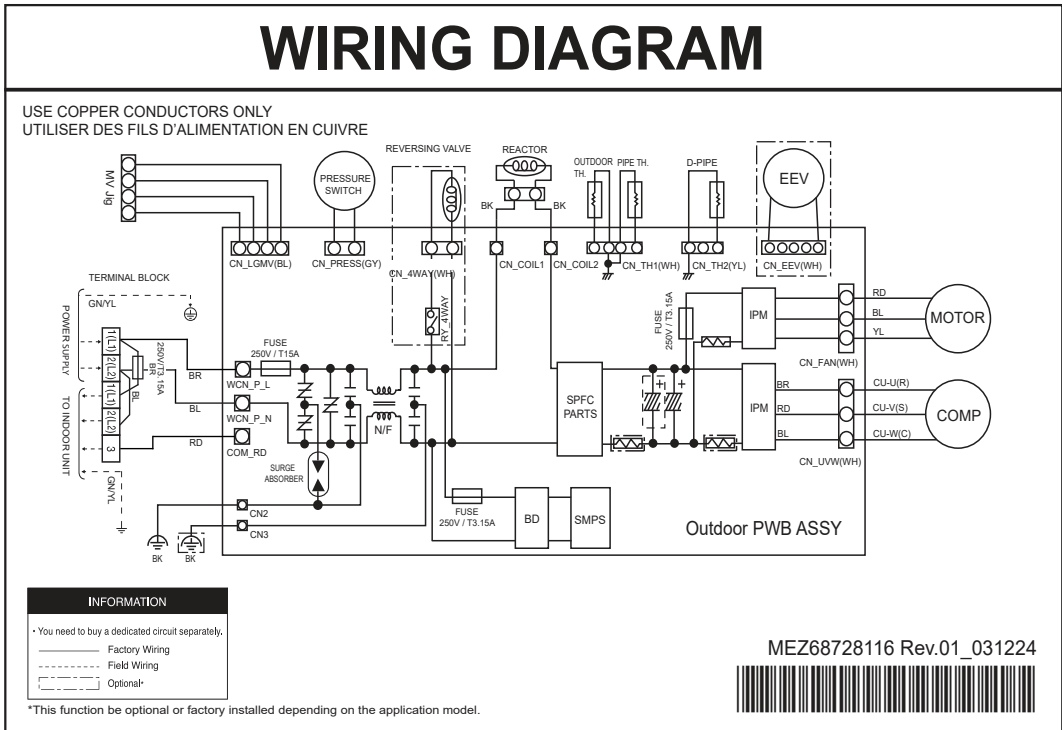 WIRING DIAGRAM
USE COPPER CONDUCTORS ONLY
UTILISER DES FILS D'ALIMENTATION EN CUIVRE
MV Jig
PRESSURE
SWITCH
REVERSING VALVE
REACTOR
BK
BK
OUTDOOR
TH.
PIPE TH.
D-PIPE
EEV
CN_LGMV(BL)
CN_PRESS(GY)
CN_4WAY(WH)
CN_COIL1
CN_COIL2
CN_TH1(WH)
CN_TH2(YL)
CN_EEV(WH)
RY_4WAY
TERMINAL BLOCK
GN/YL
POWER SUPPLY
TO INDOOR UNIT
1(L1)
2(L2)
1(L1)
2(L2)
3
250V/T3.15A
BR
BL
GN/YL
BR
BL
RD
WCN_P_L
WCN_P_N
COM_RD
FUSE
250V / T15A
N/F
SURGE
ABSORBER
CN2
CN3
BK
BK
FUSE
250V / T3.15A
BD
SMPS
SPFC
PARTS
FUSE
250V / T3.15A
IPM
IPM
RD
BL
YL
CN_FAN(WH)
MOTOR
BR
RD
BL
CU-U(R)
CU-V(S)
CU-W(C)
CN_UVW(WH)
COMP
Outdoor PWB ASSY
INFORMATION
• You need to buy a dedicated circuit separately.
Factory Wiring
Field Wiring
Optional*
*This function be optional or factory installed depending on the application model.
MEZ68728116 Rev.01_031224